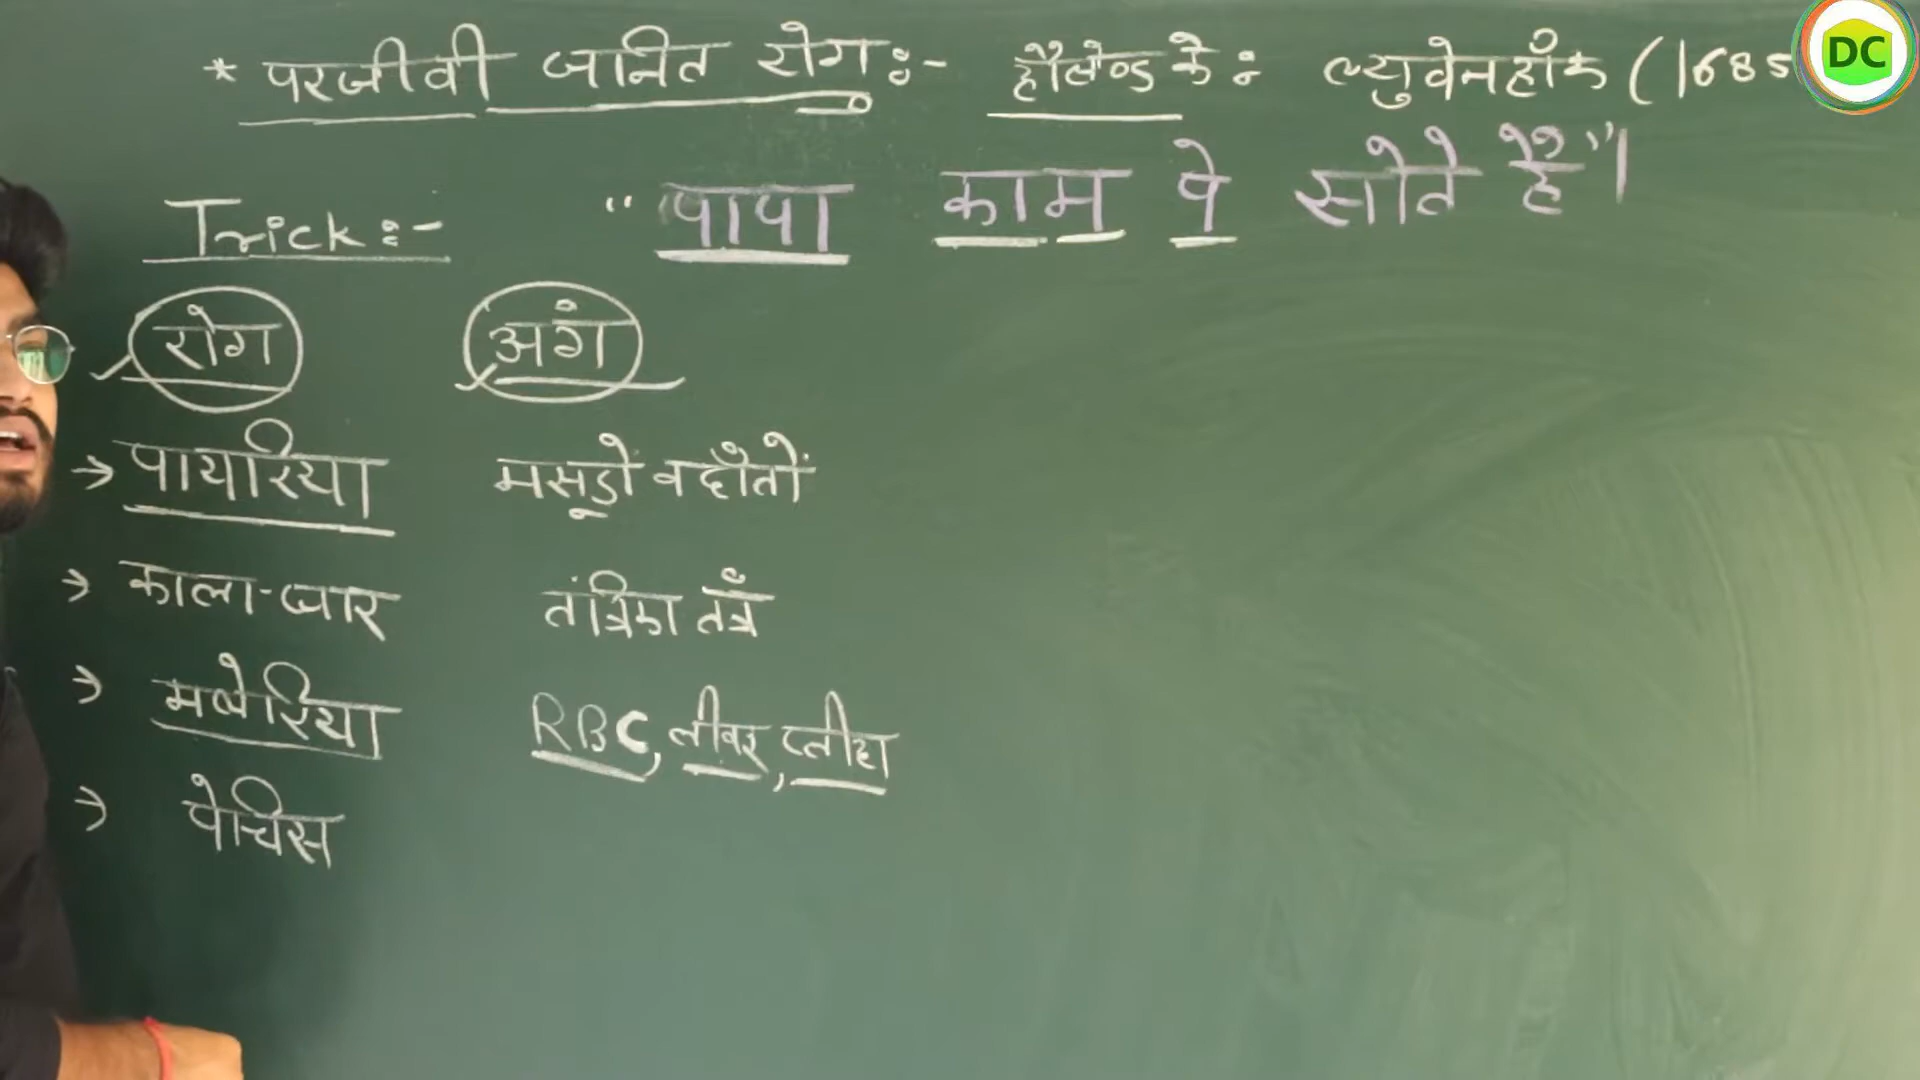 * परजीवी जनित रोग :- हॉलैण्ड के : ल्युवेनहॉक (1685
DC
Trick :- "पापा काम पे सोते हैं"।
रोग अंग
→ पायरिया मसूड़ों व दाँतों
→ काला-जार तंत्रिका तंत्र
→ मलेरिया RBC, लीवर, प्लीहा
→ पेचिस